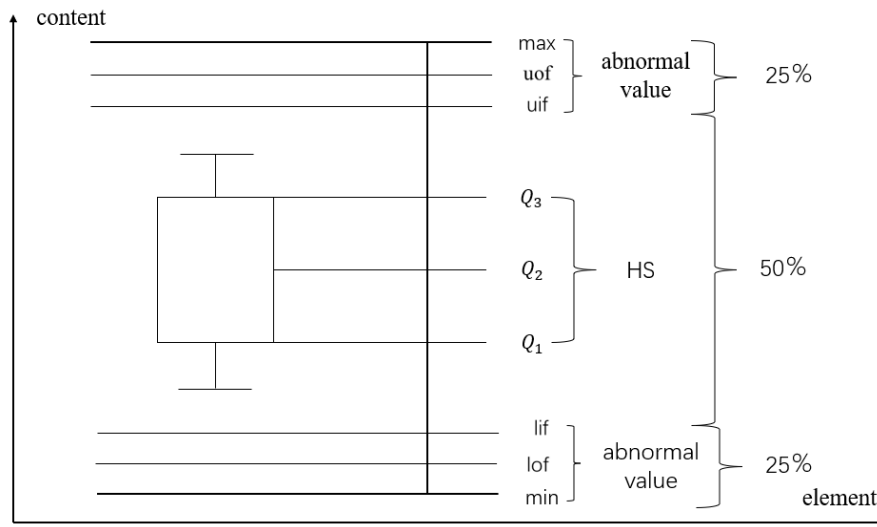 content
max
uof
uif
abnormal
value
25%
Q₃
Q₂
Q₁
HS
50%
lif
lof
min
abnormal
value
25%
element